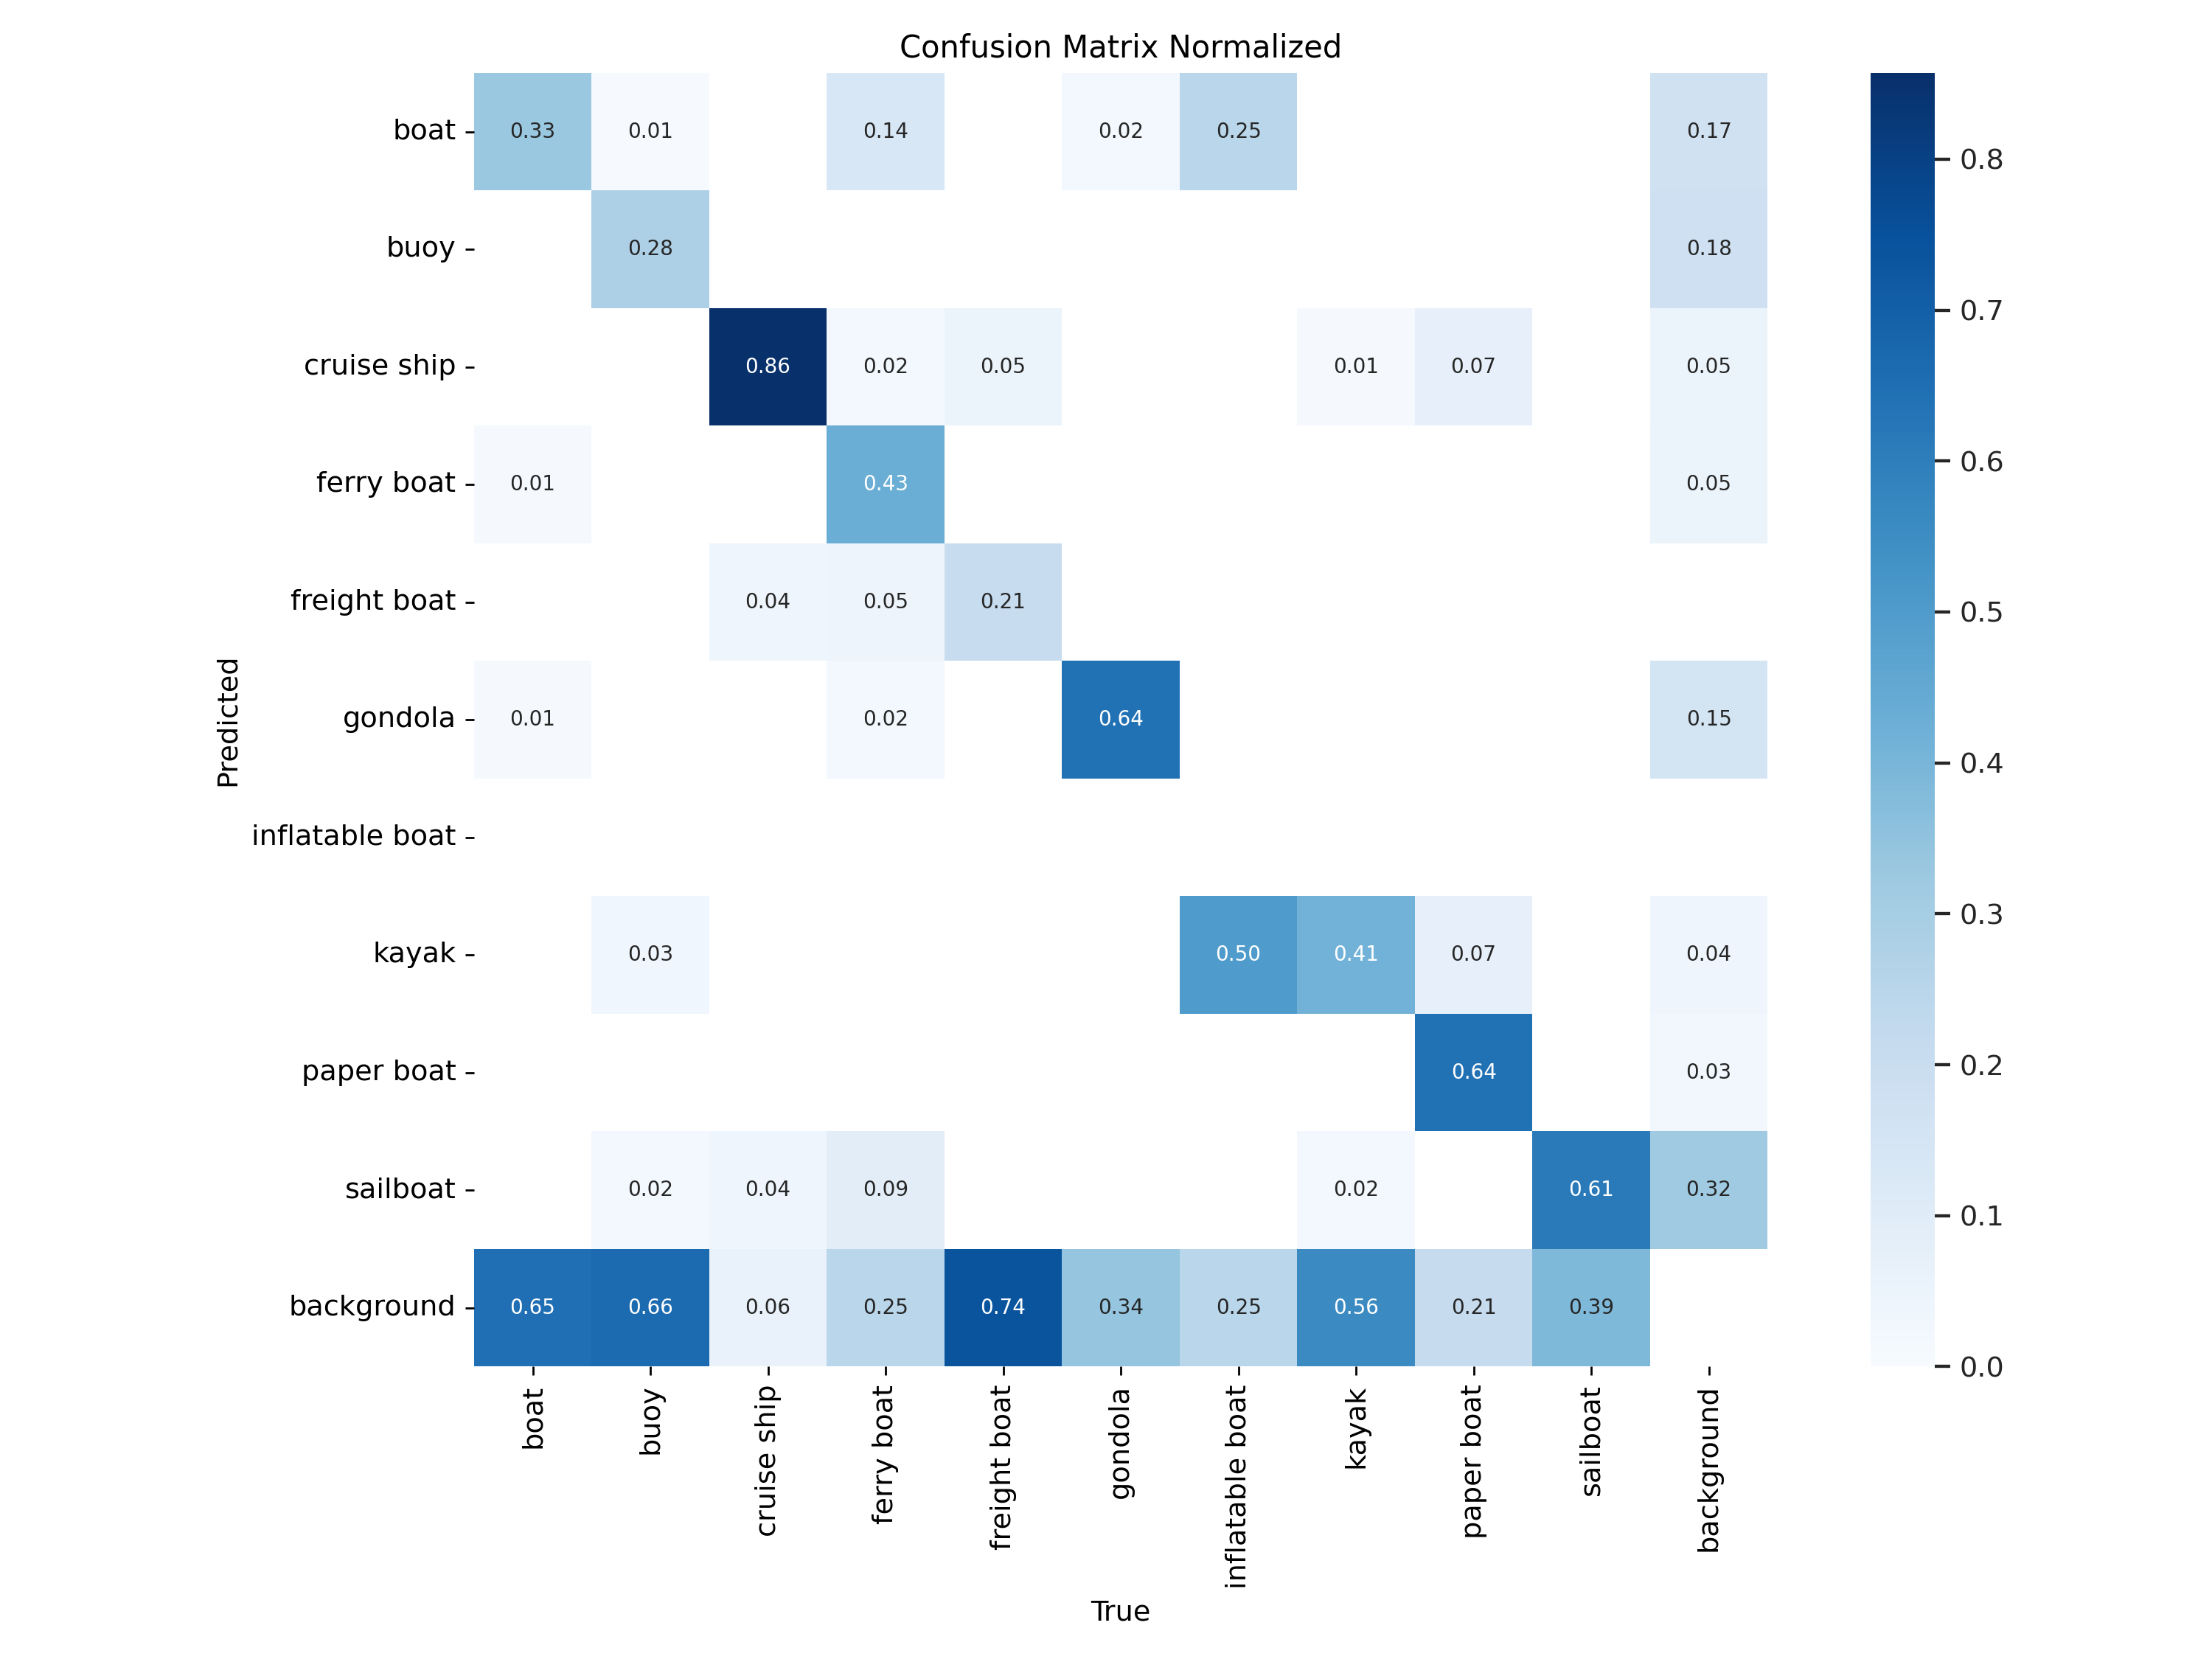 Confusion Matrix Normalized
boat 0.33 0.01 0.14 0.02 0.25 0.17
buoy 0.28 0.18
cruise ship 0.86 0.02 0.05 0.01 0.07 0.05
ferry boat 0.01 0.43 0.05
freight boat 0.04 0.05 0.21
gondola 0.01 0.02 0.64 0.15
inflatable boat
kayak 0.03 0.50 0.41 0.07 0.04
paper boat 0.64 0.03
sailboat 0.02 0.04 0.09 0.02 0.61 0.32
background 0.65 0.66 0.06 0.25 0.74 0.34 0.25 0.56 0.21 0.39
Predicted
boat
buoy
cruise ship
ferry boat
freight boat
gondola
inflatable boat
kayak
paper boat
sailboat
background
True
0.8
0.7
0.6
0.5
0.4
0.3
0.2
0.1
0.0